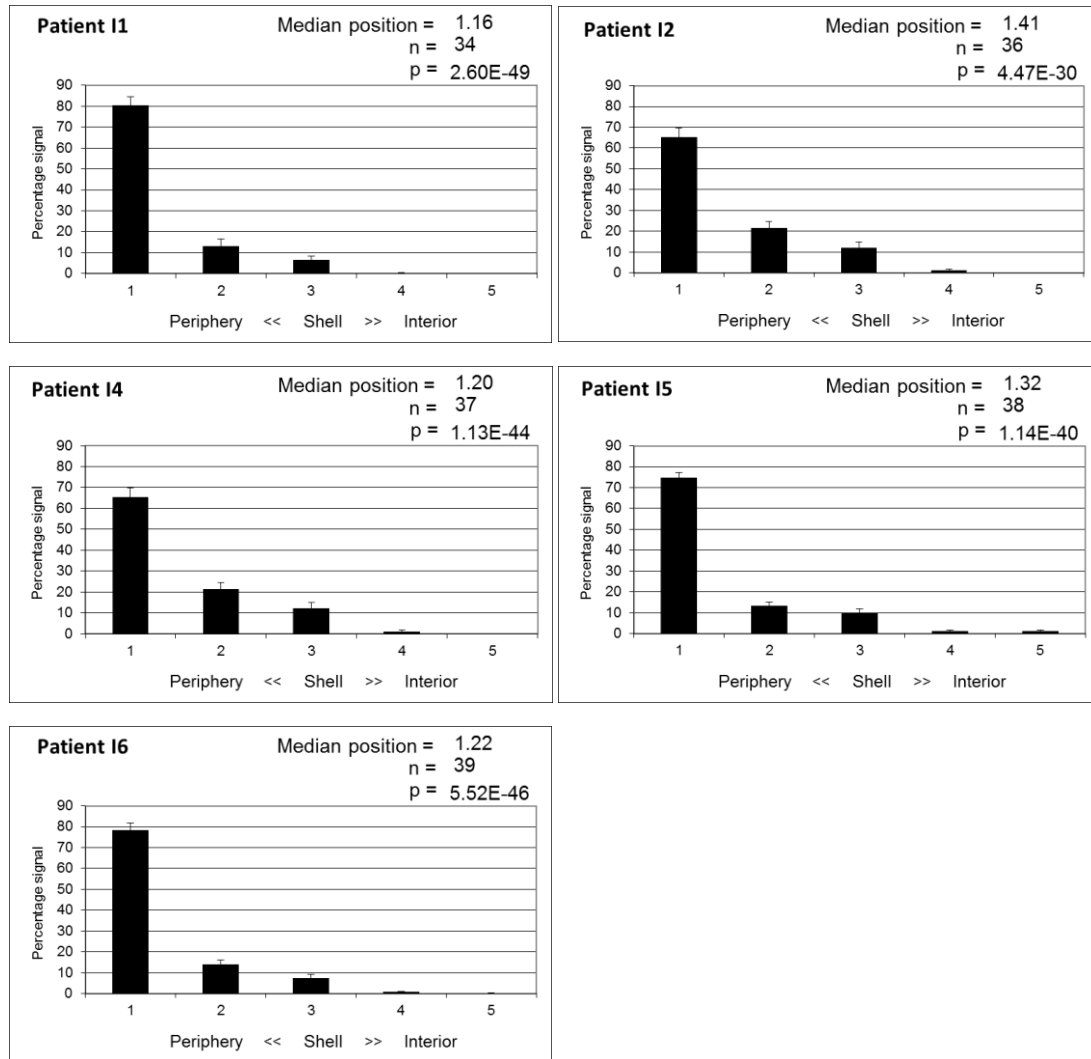 Patient I1
Median position = 1.16
n = 34
p = 2.60E-49
Percentage signal
90
80
70
60
50
40
30
20
10
0
1 2 3 4 5
Periphery << Shell >> Interior
Patient I2
Median position = 1.41
n = 36
p = 4.47E-30
Percentage signal
90
80
70
60
50
40
30
20
10
0
1 2 3 4 5
Periphery << Shell >> Interior
Patient I4
Median position = 1.20
n = 37
p = 1.13E-44
Percentage signal
90
80
70
60
50
40
30
20
10
0
1 2 3 4 5
Periphery << Shell >> Interior
Patient I5
Median position = 1.32
n = 38
p = 1.14E-40
Percentage signal
90
80
70
60
50
40
30
20
10
0
1 2 3 4 5
Periphery << Shell >> Interior
Patient I6
Median position = 1.22
n = 39
p = 5.52E-46
Percentage signal
90
80
70
60
50
40
30
20
10
0
1 2 3 4 5
Periphery << Shell >> Interior